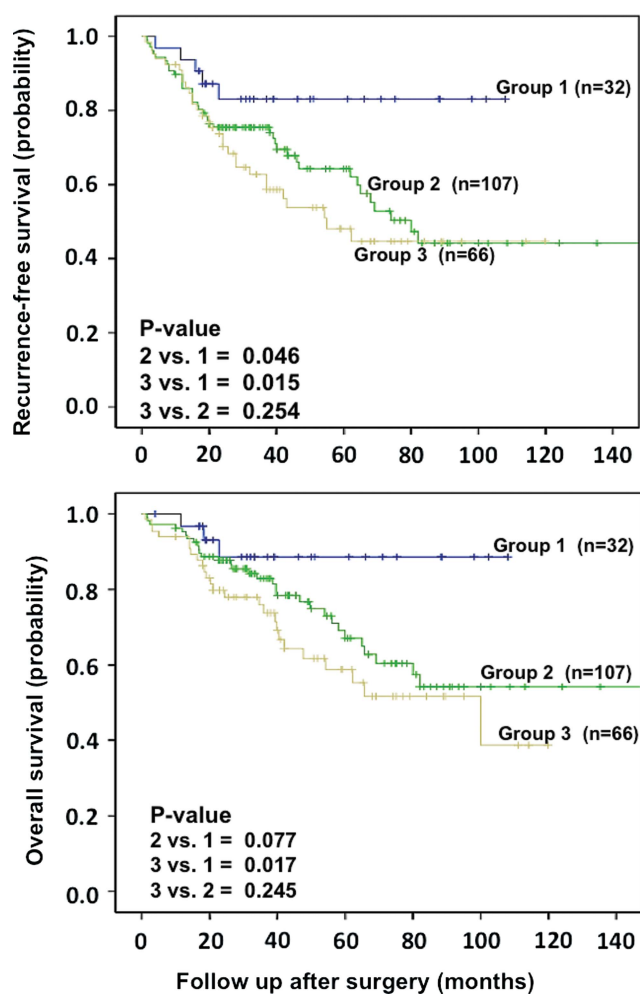 Recurrence-free survival (probability)
1.0
0.8
0.6
0.4
0.2
0.0
Group 1 (n=32)
Group 2 (n=107)
Group 3 (n=66)
P-value
2 vs. 1 = 0.046
3 vs. 1 = 0.015
3 vs. 2 = 0.254
0 20 40 60 80 100 120 140
Overall survival (probability)
1.0
0.8
0.6
0.4
0.2
0.0
Group 1 (n=32)
Group 2 (n=107)
Group 3 (n=66)
P-value
2 vs. 1 = 0.077
3 vs. 1 = 0.017
3 vs. 2 = 0.245
0 20 40 60 80 100 120 140
Follow up after surgery (months)